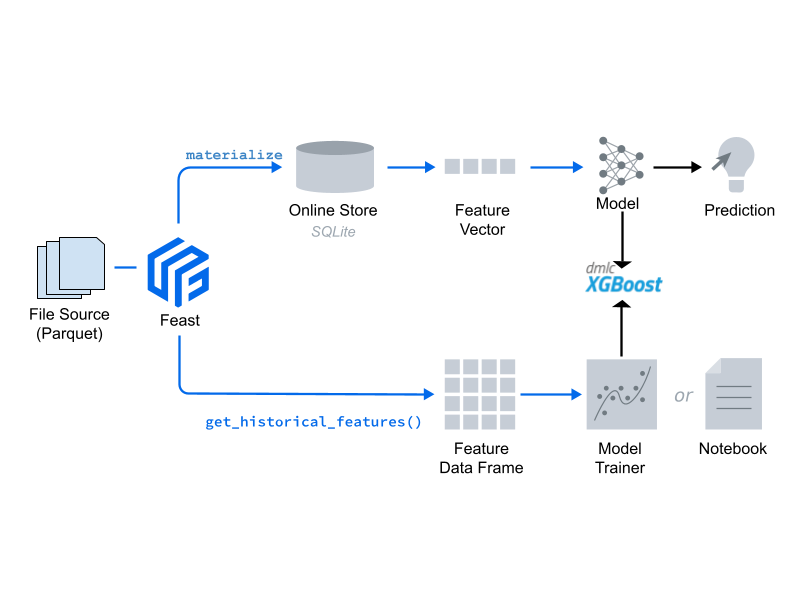 materialize
Online Store
SQLite
Feature
Vector
Model
Prediction
File Source
(Parquet)
Feast
dmlc
XGBoost
get_historical_features()
Feature
Data Frame
Model
Trainer
or
Notebook